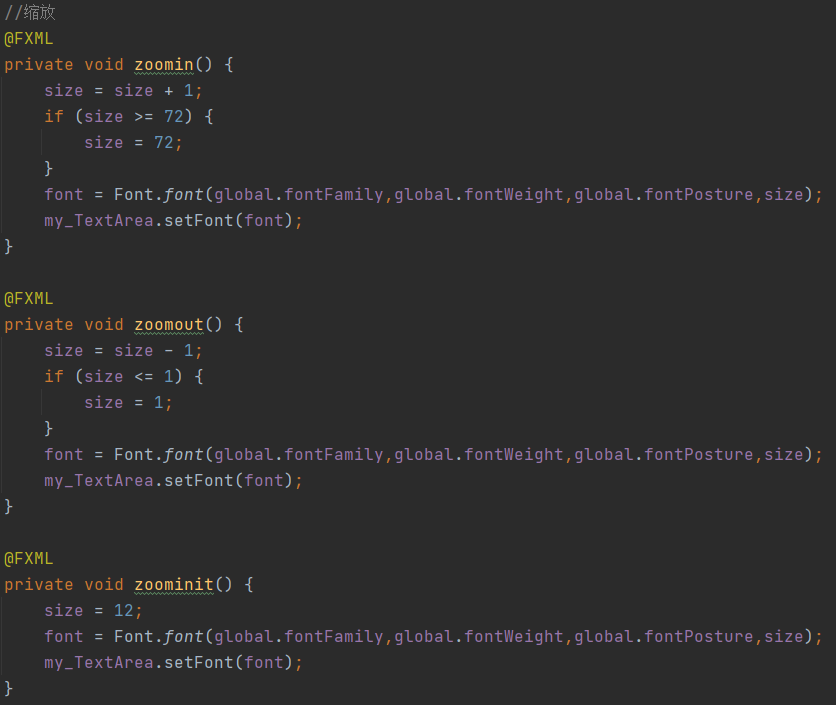 //缩放
@FXML
private void zoomin() {
    size = size + 1;
    if (size >= 72) {
        size = 72;
    }
    font = Font.font(global.fontFamily,global.fontWeight,global.fontPosture,size);
    my_TextArea.setFont(font);
}

@FXML
private void zoomout() {
    size = size - 1;
    if (size <= 1) {
        size = 1;
    }
    font = Font.font(global.fontFamily,global.fontWeight,global.fontPosture,size);
    my_TextArea.setFont(font);
}

@FXML
private void zoominit() {
    size = 12;
    font = Font.font(global.fontFamily,global.fontWeight,global.fontPosture,size);
    my_TextArea.setFont(font);
}